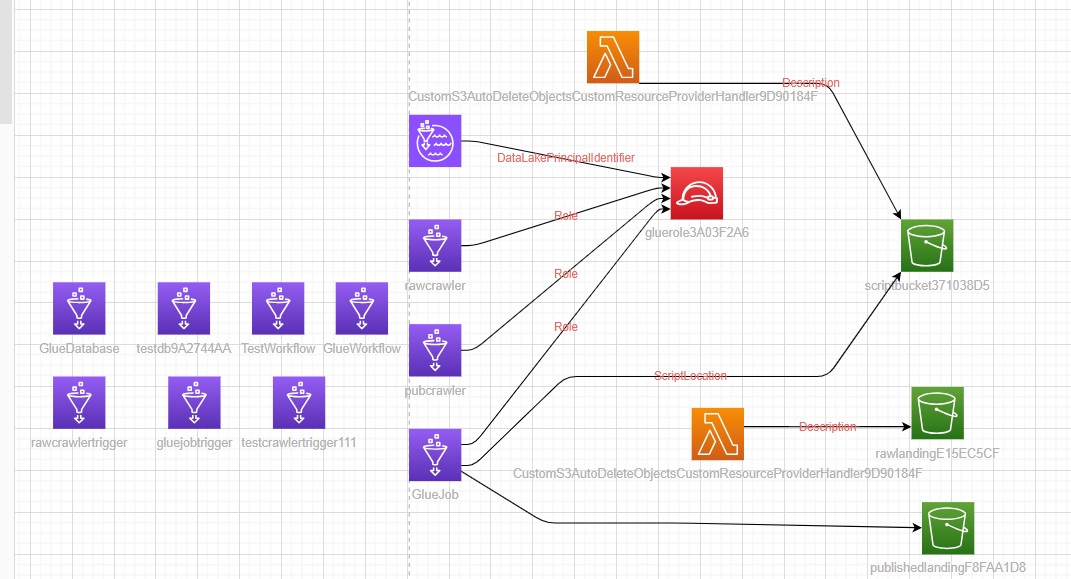 Description
CustomS3AutoDeleteObjectsCustomResourceProviderHandler9D90184F
DataLakePrincipalIdentifier
Role
gluerole3A03F2A6
Role
rawcrawler
scriptbucket371038D5
Role
GlueDatabase
testdb9A2744AA
TestWorkflow
GlueWorkflow
ScriptLocation
pubcrawler
Description
rawcrawlertrigger
gluejobtrigger
testcrawlertrigger111
rawlandingE15EC5CF
CustomS3AutoDeleteObjectsCustomResourceProviderHandler9D90184F
GlueJob
publishedlandingF8FAA1D8